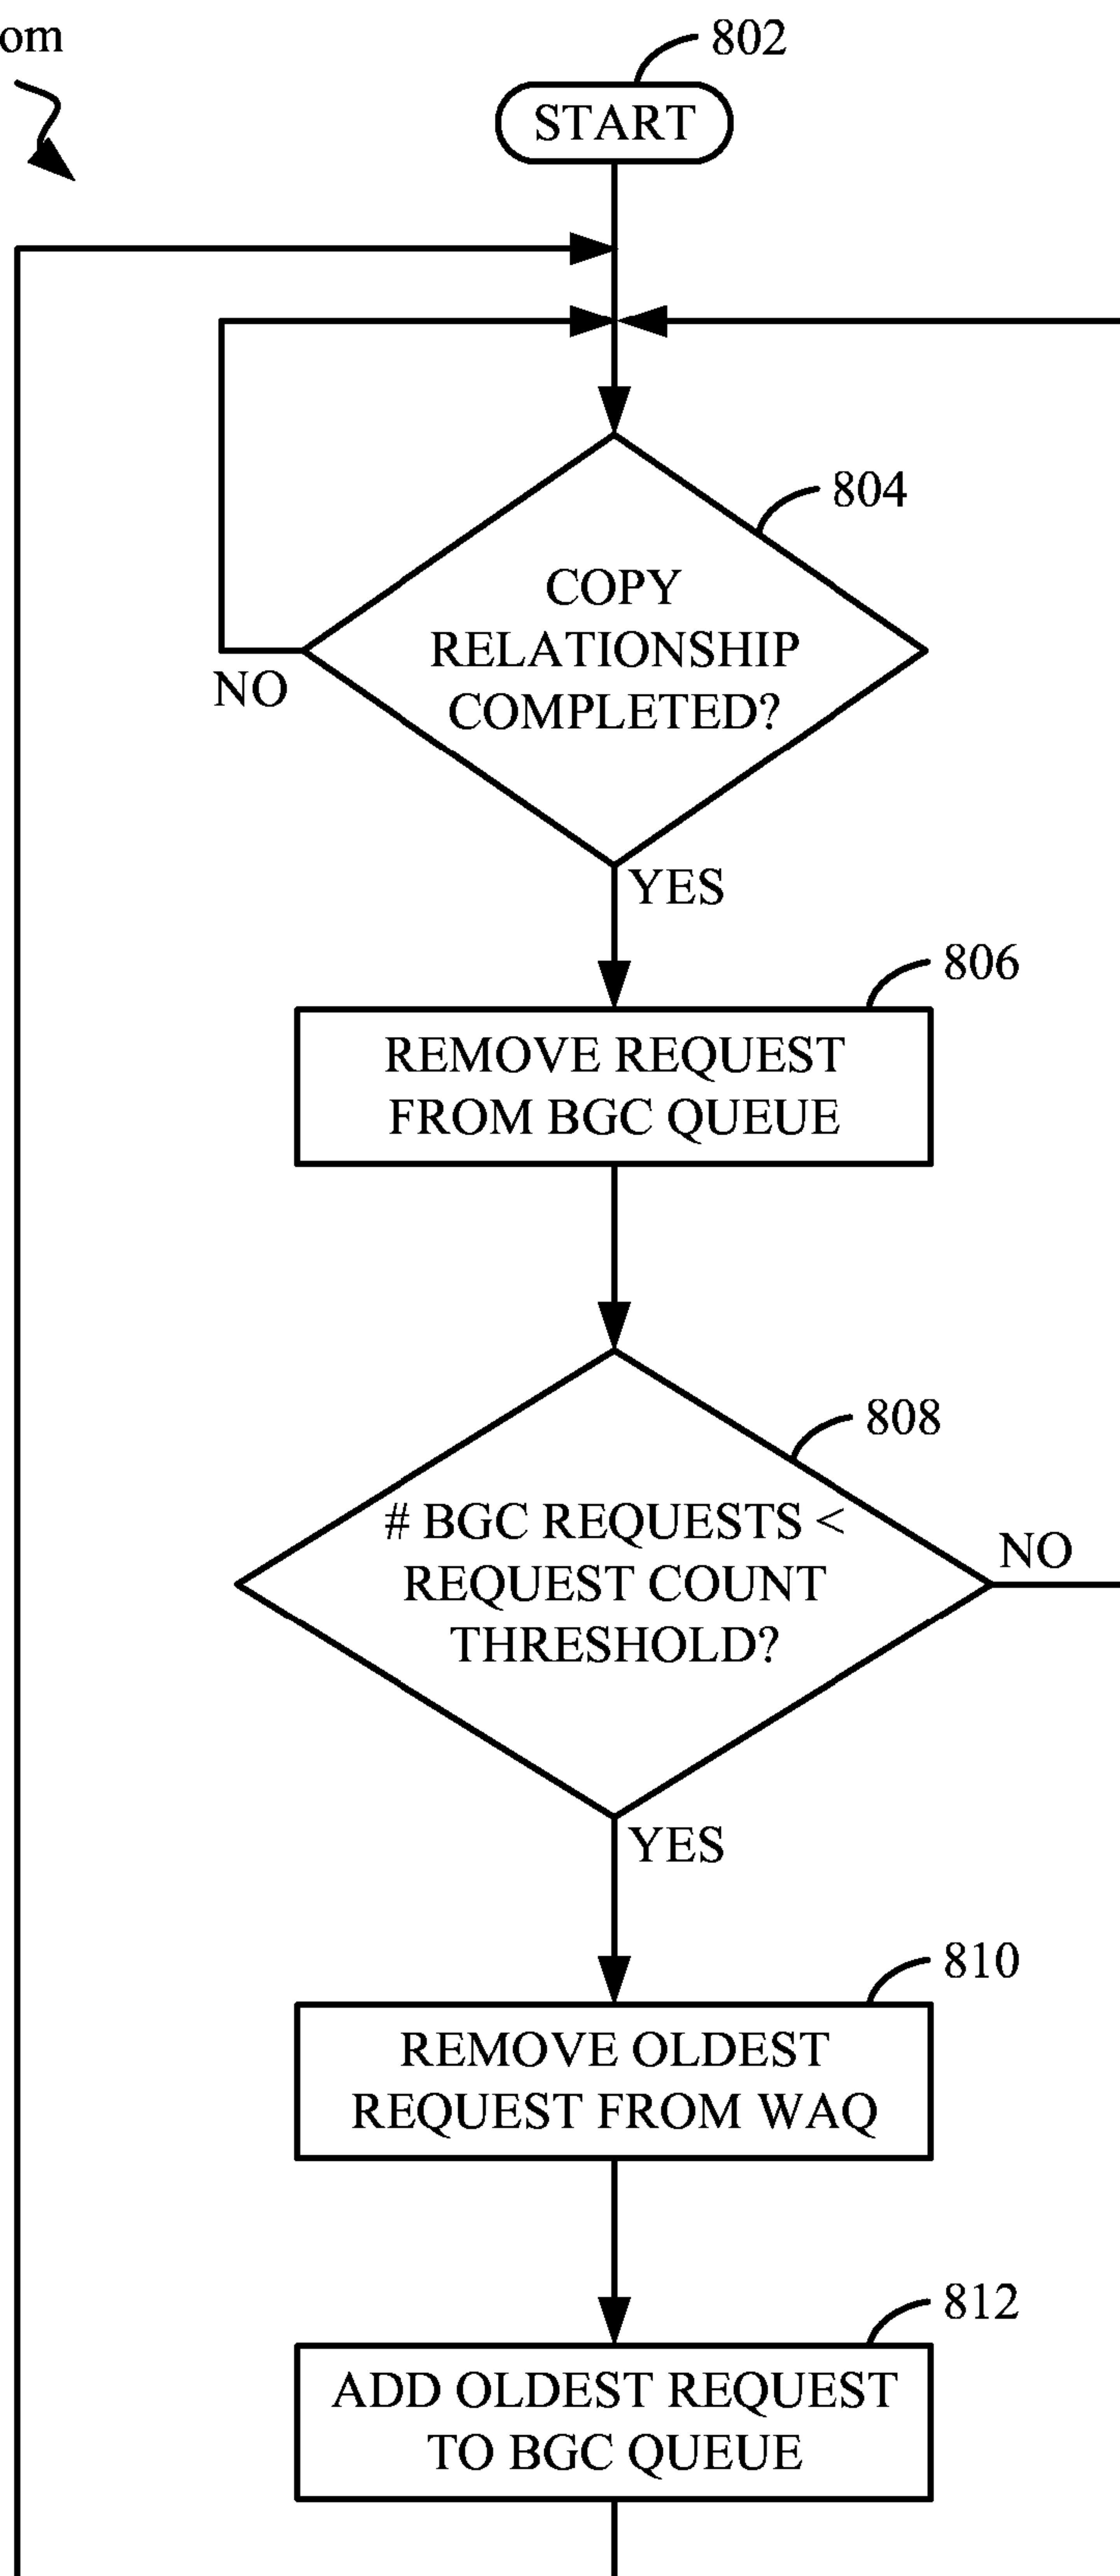 om
802
START
804
COPY
RELATIONSHIP
COMPLETED?
NO
YES
806
REMOVE REQUEST
FROM BGC QUEUE
808
# BGC REQUESTS <
REQUEST COUNT
THRESHOLD?
NO
YES
810
REMOVE OLDEST
REQUEST FROM WAQ
812
ADD OLDEST REQUEST
TO BGC QUEUE